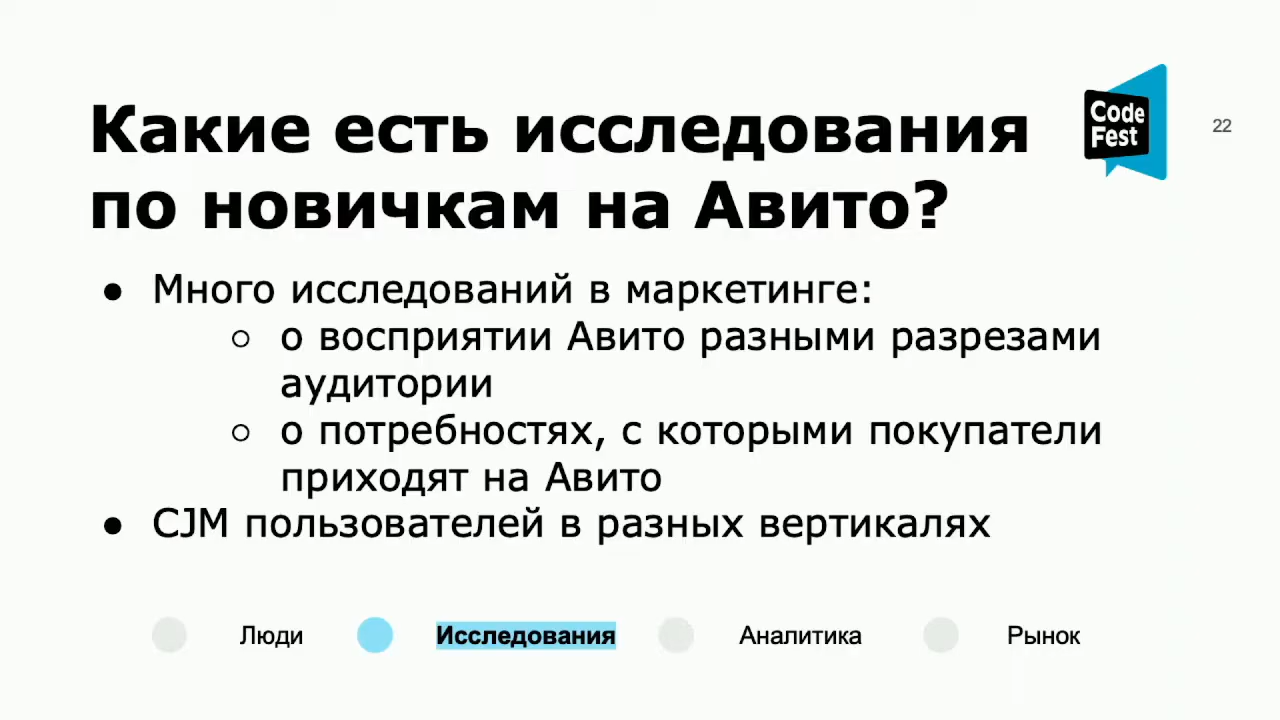 Какие есть исследования
по новичкам на Авито?
Code
Fest
22
● Много исследований в маркетинге:
○ о восприятии Авито разными разрезами
аудитории
○ о потребностях, с которыми покупатели
приходят на Авито
● CJM пользователей в разных вертикалях
Люди Исследования Аналитика Рынок